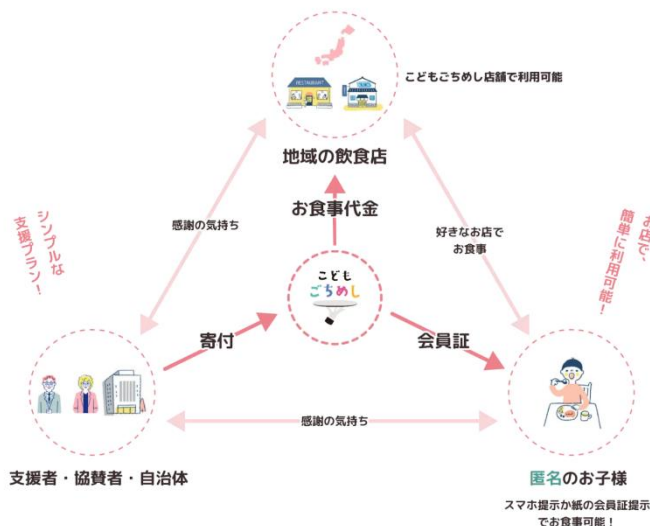 RESTAURANT
こどもごちめし店舗で利用可能
地域の飲食店
お食事代金
感謝の気持ち
好きなお店で
お食事
シンプルな
支援プラン！
お店で、
簡単に利用可能！
こども
ごちめし
寄付
会員証
感謝の気持ち
支援者・協賛者・自治体
匿名のお子様
スマホ提示か紙の会員証提示
でお食事可能！